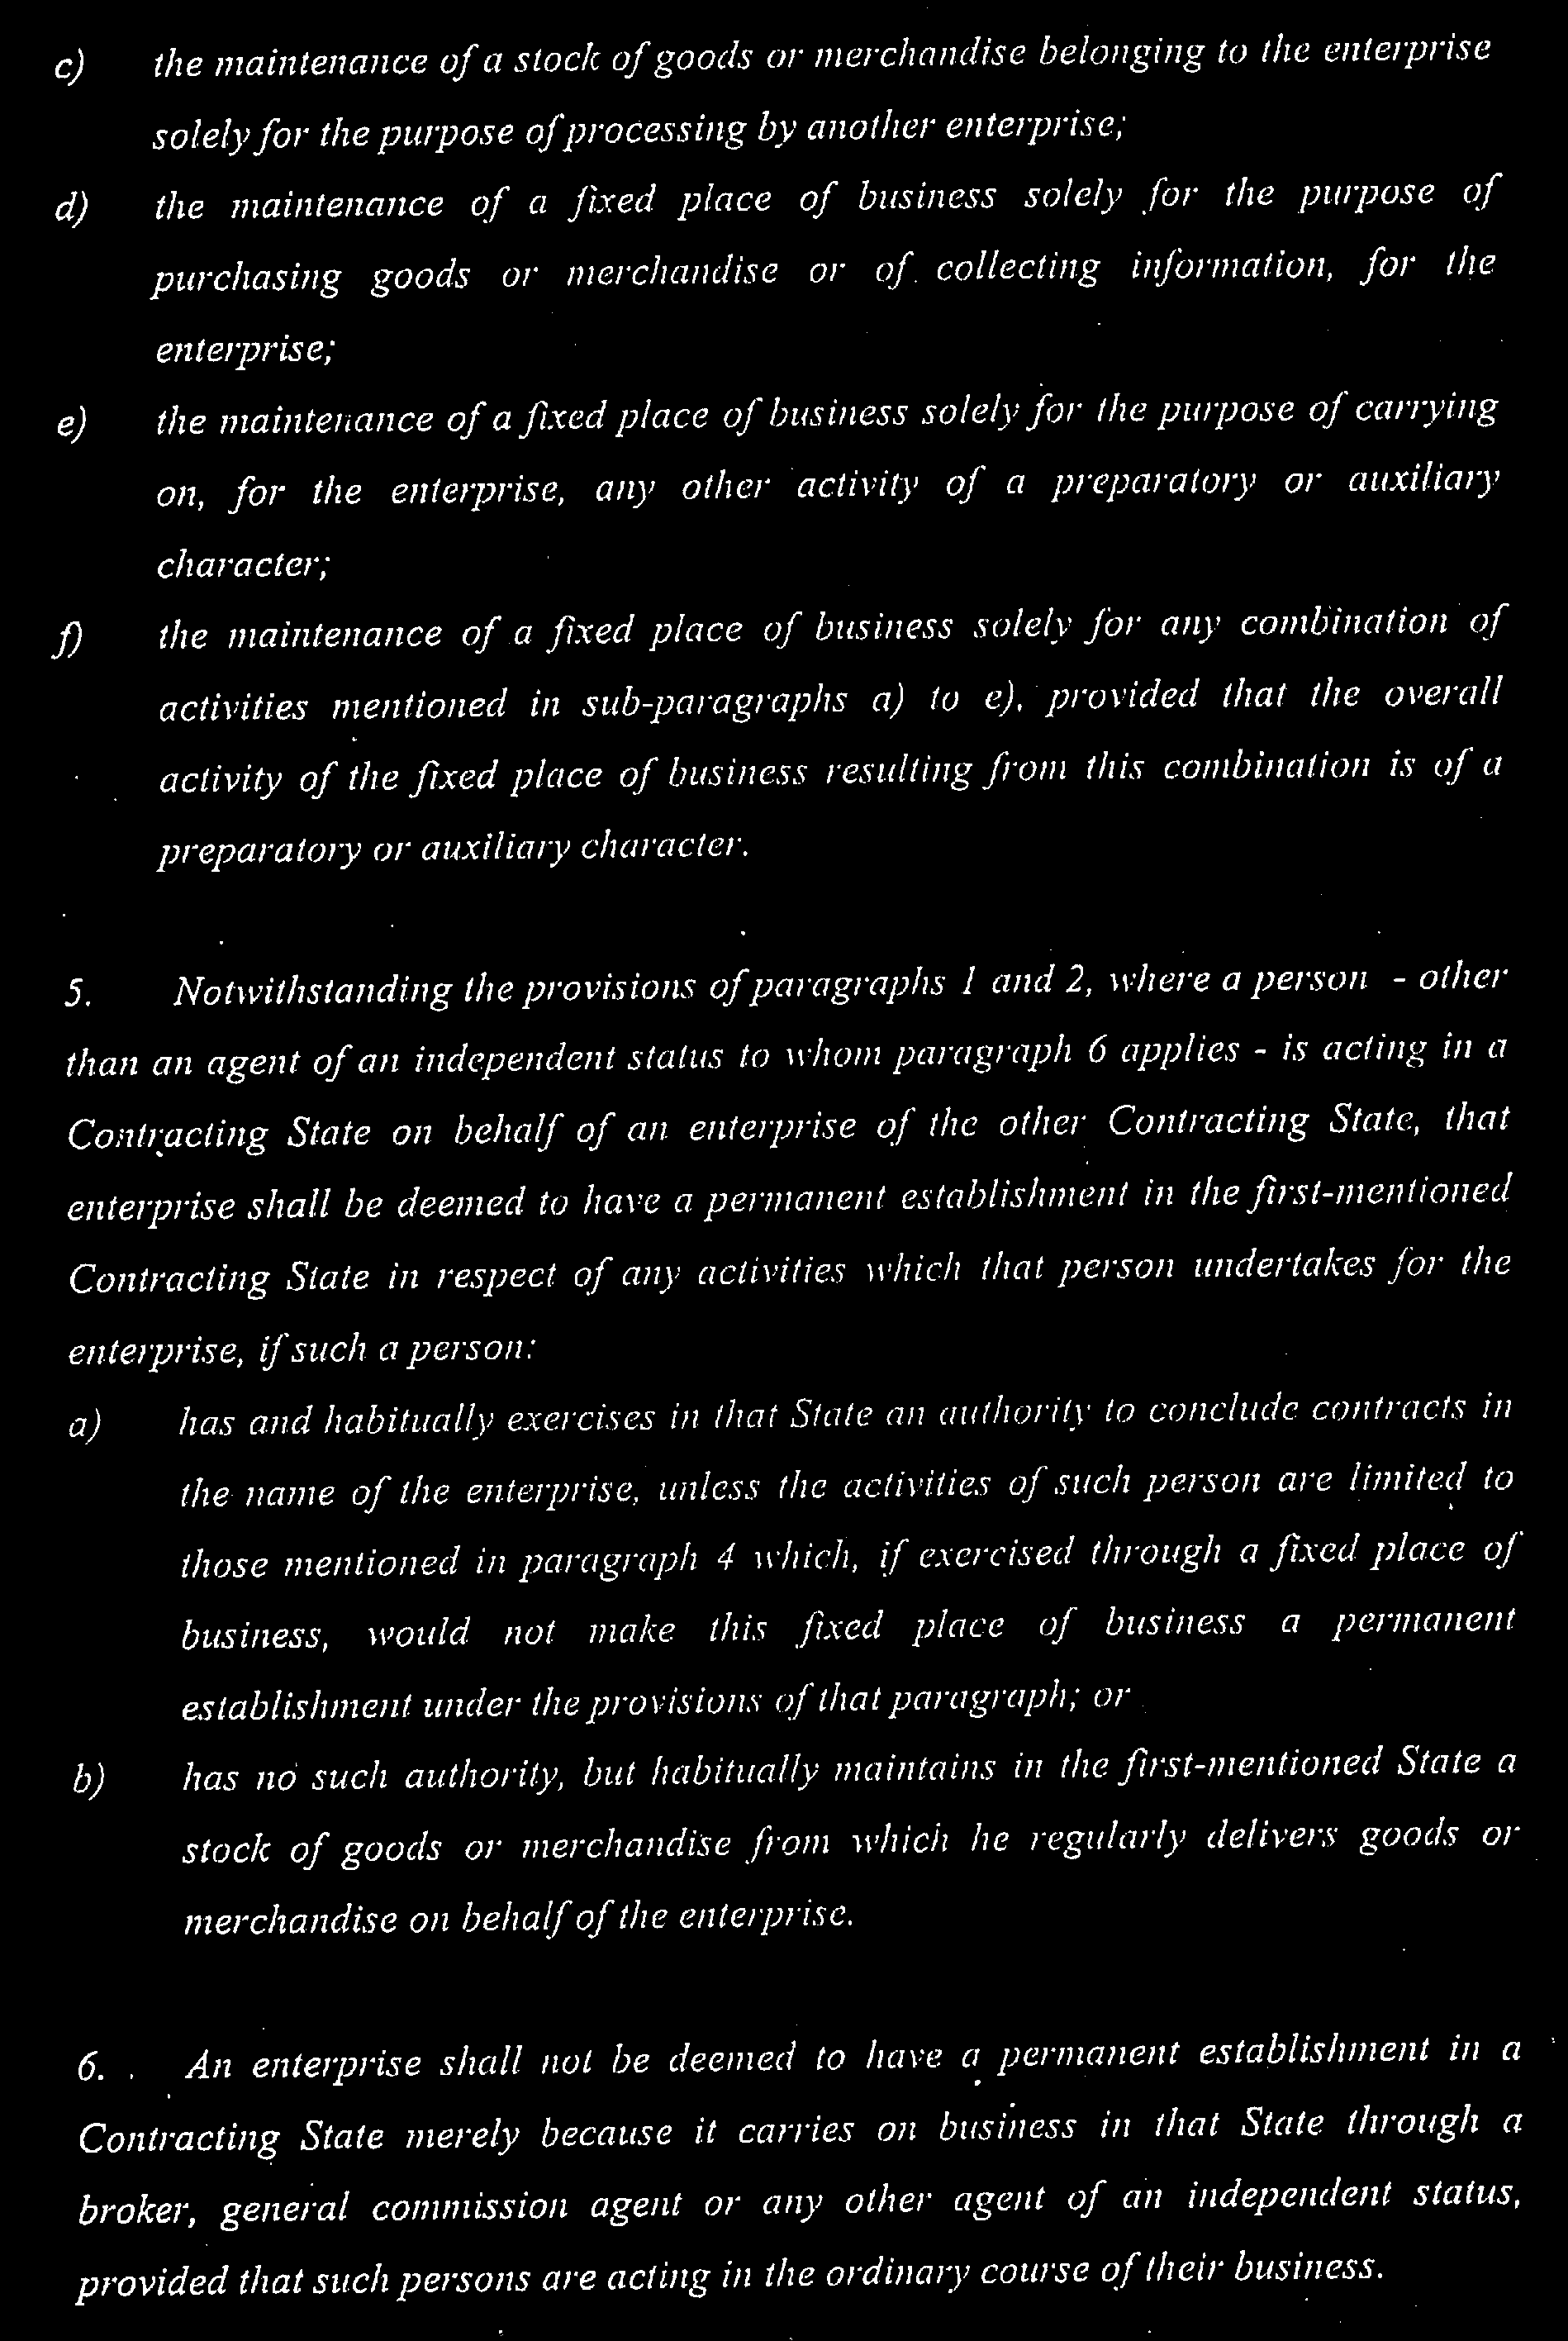 c) the maintenance of a stock of goods or merchandise belonging to the enterprise
solely for the purpose of processing by another enterprise;
d) the maintenance of a fixed place of business solely for the purpose of
purchasing goods or merchandise or of collecting information, for the
enterprise;
e) the maintenance of a fixed place of business solely for the purpose of carrying
on, for the enterprise, any other activity of a preparatory or auxiliary
character;
f) the maintenance of a fixed place of business solely for any combination of
activities mentioned in sub-paragraphs a) to e), provided that the overall
activity of the fixed place of business resulting from this combination is of a
preparatory or auxiliary character.
5. Notwithstanding the provisions of paragraphs 1 and 2, where a person - other
than an agent of an independent status to whom paragraph 6 applies - is acting in a
Contracting State on behalf of an enterprise of the other Contracting State, that
enterprise shall be deemed to have a permanent establishment in the first-mentioned
Contracting State in respect of any activities which that person undertakes for the
enterprise, if such a person:
a) has and habitually exercises in that State an authority to conclude contracts in
the name of the enterprise, unless the activities of such person are limited to
those mentioned in paragraph 4 which, if exercised through a fixed place of
business, would not make this fixed place of business a permanent
establishment under the provisions of that paragraph; or
b) has no such authority, but habitually maintains in the first-mentioned State a
stock of goods or merchandise from which he regularly delivers goods or
merchandise on behalf of the enterprise.
6. An enterprise shall not be deemed to have a permanent establishment in a
Contracting State merely because it carries on business in that State through a
broker, general commission agent or any other agent of an independent status,
provided that such persons are acting in the ordinary course of their business.